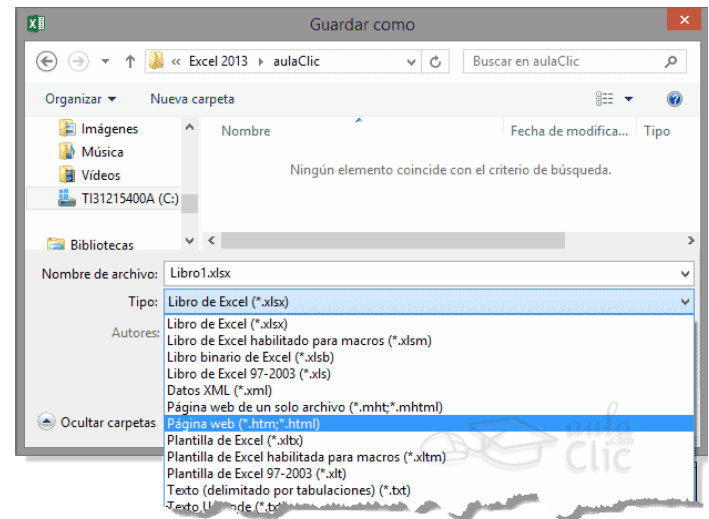 Guardar como
« Excel 2013 aulaClic
Buscar en aulaClic
Organizar Nueva carpeta
Imágenes
Música
Vídeos
TI31215400A (C:)
Bibliotecas
Nombre Fecha de modifica... Tipo
Ningún elemento coincide con el criterio de búsqueda.
Nombre de archivo: Libro1.xlsx
Tipo: Libro de Excel (*.xlsx)
Autores:
Libro de Excel (*.xlsx)
Libro de Excel habilitado para macros (*.xlsm)
Libro binario de Excel (*.xlsb)
Libro de Excel 97-2003 (*.xls)
Datos XML (*.xml)
Página web de un solo archivo (*.mht;*.mhtml)
Ocultar carpetas
Página web (*.htm;*.html)
Plantilla de Excel (*.xltx)
Plantilla de Excel habilitada para macros (*.xltm)
Plantilla de Excel 97-2003 (*.xlt)
Texto (delimitado por tabulaciones) (*.txt)
Texto
aula
.com
Clic